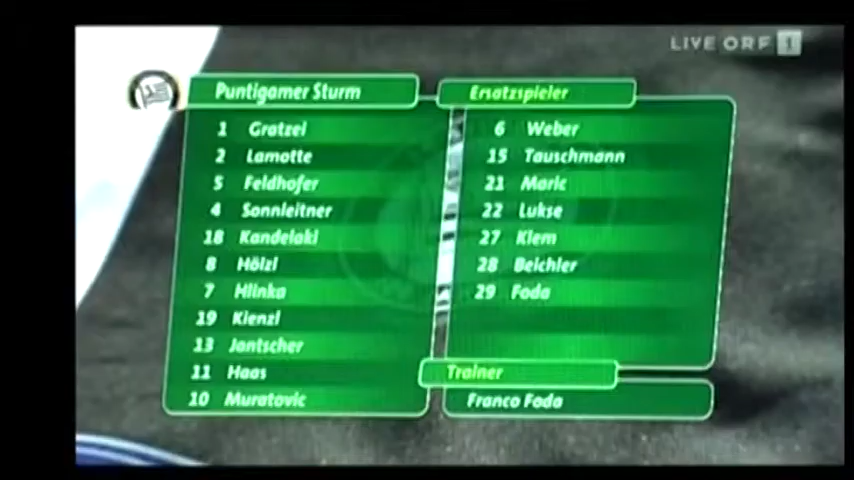 LIVE ORF 1
Puntigamer Sturm
1 Gratzei
2 Lamotte
5 Feldhofer
4 Sonnleitner
18 Kandelaki
8 Hölzl
7 Hlinka
19 Kienzl
13 Jantscher
11 Haas
10 Muratovic
Ersatzspieler
6 Weber
15 Tauschmann
21 Maric
22 Lukse
27 Klem
28 Beichler
29 Foda
Trainer
Franco Foda